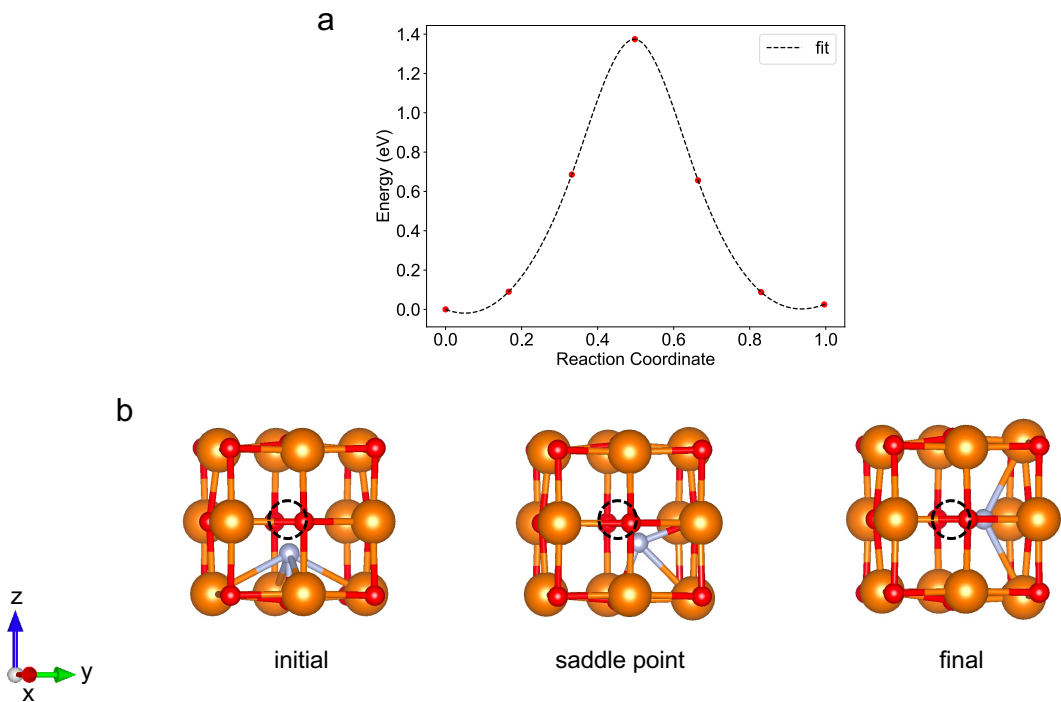 a
1.4
1.2
1.0
0.8
0.6
0.4
0.2
0.0
Energy (eV)
fit
0.0 0.2 0.4 0.6 0.8 1.0
Reaction Coordinate
b
initial saddle point final
z
y
x